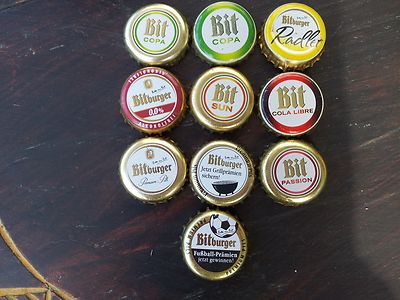 Bit
COPA
Bit
COPA
Bitburger
Radler
Bitburger
0,0%
ALKOHOLFREI
Bit
SUN
Bit
COLA LIBRE
Bitburger
Premium Pils
Bitburger
Jetzt Grillprämien
sichern!
Bit
PASSION
Bitburger
Fußball-Prämien
jetzt gewinnen!